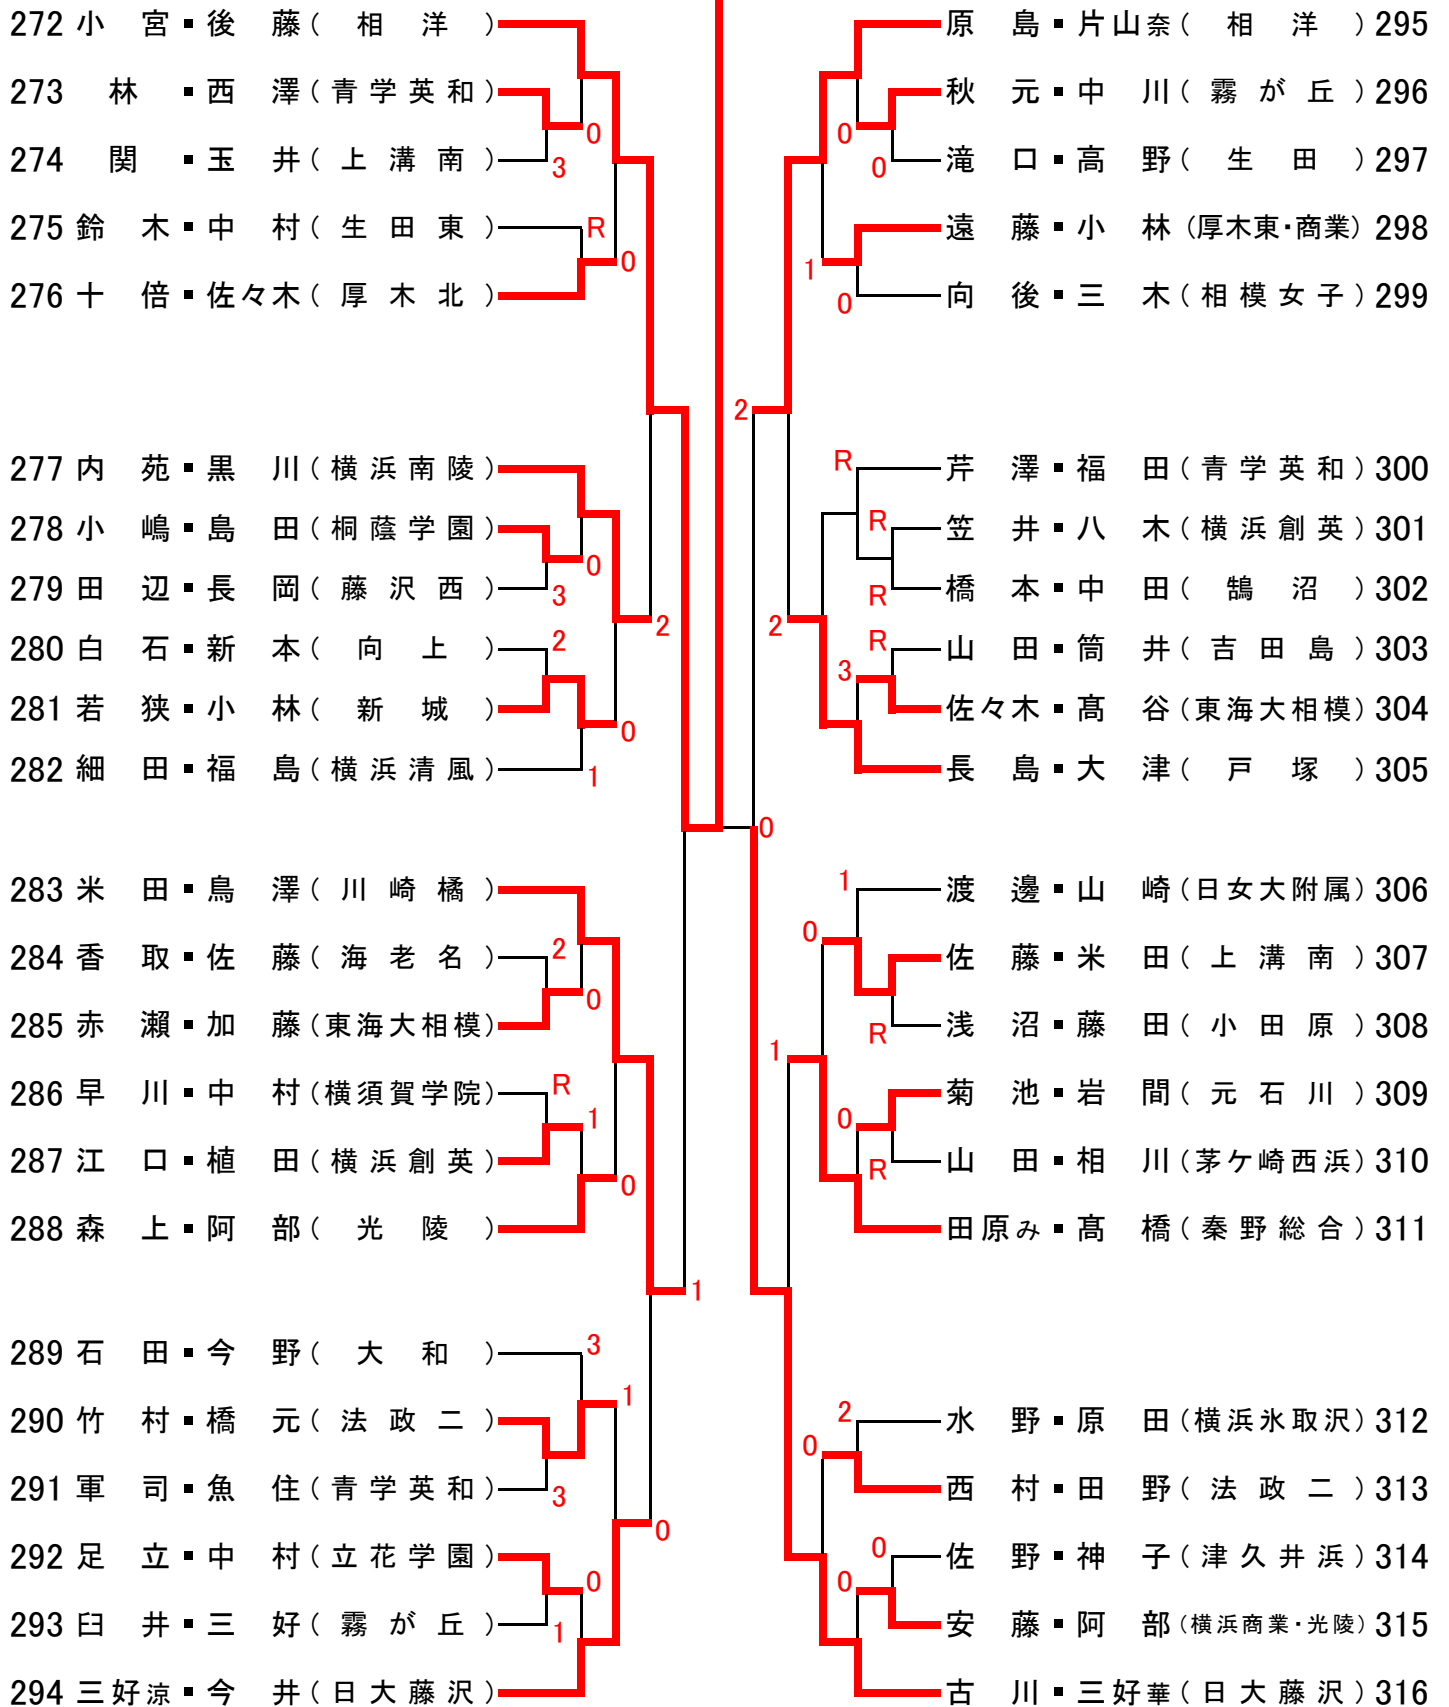 272 小宮・後藤(相洋)
273 林・西澤(青学英和)
0
274 関・玉井(上溝南)
3
275 鈴木・中村(生田東)
R
0
276 十倍・佐々木(厚木北)
277 内苑・黒川(横浜南陵)
278 小嶋・島田(桐蔭学園)
0
279 田辺・長岡(藤沢西)
3
2
280 白石・新本(向上)
2
281 若狭・小林(新城)
0
282 細田・福島(横浜清風)
1
283 米田・鳥澤(川崎橘)
284 香取・佐藤(海老名)
2
0
285 赤瀬・加藤(東海大相模)
286 早川・中村(横須賀学院)
R
1
287 江口・植田(横浜創英)
0
288 森上・阿部(光陵)
1
289 石田・今野(大和)
3
1
290 竹村・橋元(法政二)
291 軍司・魚住(青学英和)
3
0
292 足立・中村(立花学園)
0
293 臼井・三好(霧が丘)
1
294 三好涼・今井(日大藤沢)
原島・片山奈(相洋) 295
秋元・中川(霧が丘) 296
0
0
滝口・高野(生田) 297
遠藤・小林(厚木東・商業) 298
1
0
向後・三木(相模女子) 299
2
R
芹澤・福田(青学英和) 300
R
笠井・八木(横浜創英) 301
R
橋本・中田(鵠沼) 302
2
R
山田・筒井(吉田島) 303
3
佐々木・髙谷(東海大相模) 304
長島・大津(戸塚) 305
0
1
渡邊・山崎(日女大附属) 306
0
佐藤・米田(上溝南) 307
R
浅沼・藤田(小田原) 308
1
菊池・岩間(元石川) 309
0
R
山田・相川(茅ケ崎西浜) 310
田原み・髙橋(秦野総合) 311
2
水野・原田(横浜氷取沢) 312
0
西村・田野(法政二) 313
0
佐野・神子(津久井浜) 314
0
安藤・阿部(横浜商業・光陵) 315
古川・三好華(日大藤沢) 316